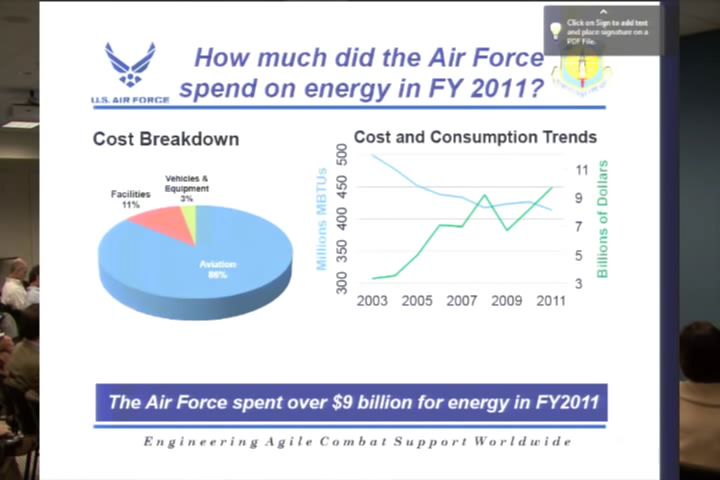 Click on Sign to add text
and place signature on a
PDF File.
How much did the Air Force
spend on energy in FY 2011?
U.S. AIR FORCE
Cost Breakdown
Cost and Consumption Trends
Vehicles &
Equipment
3%
Facilities
11%
Aviation
86%
Millions MBTUs
500
450
400
350
300
11
9
7
5
3
Billions of Dollars
2003 2005 2007 2009 2011
The Air Force spent over $9 billion for energy in FY2011
Engineering Agile Combat Support Worldwide